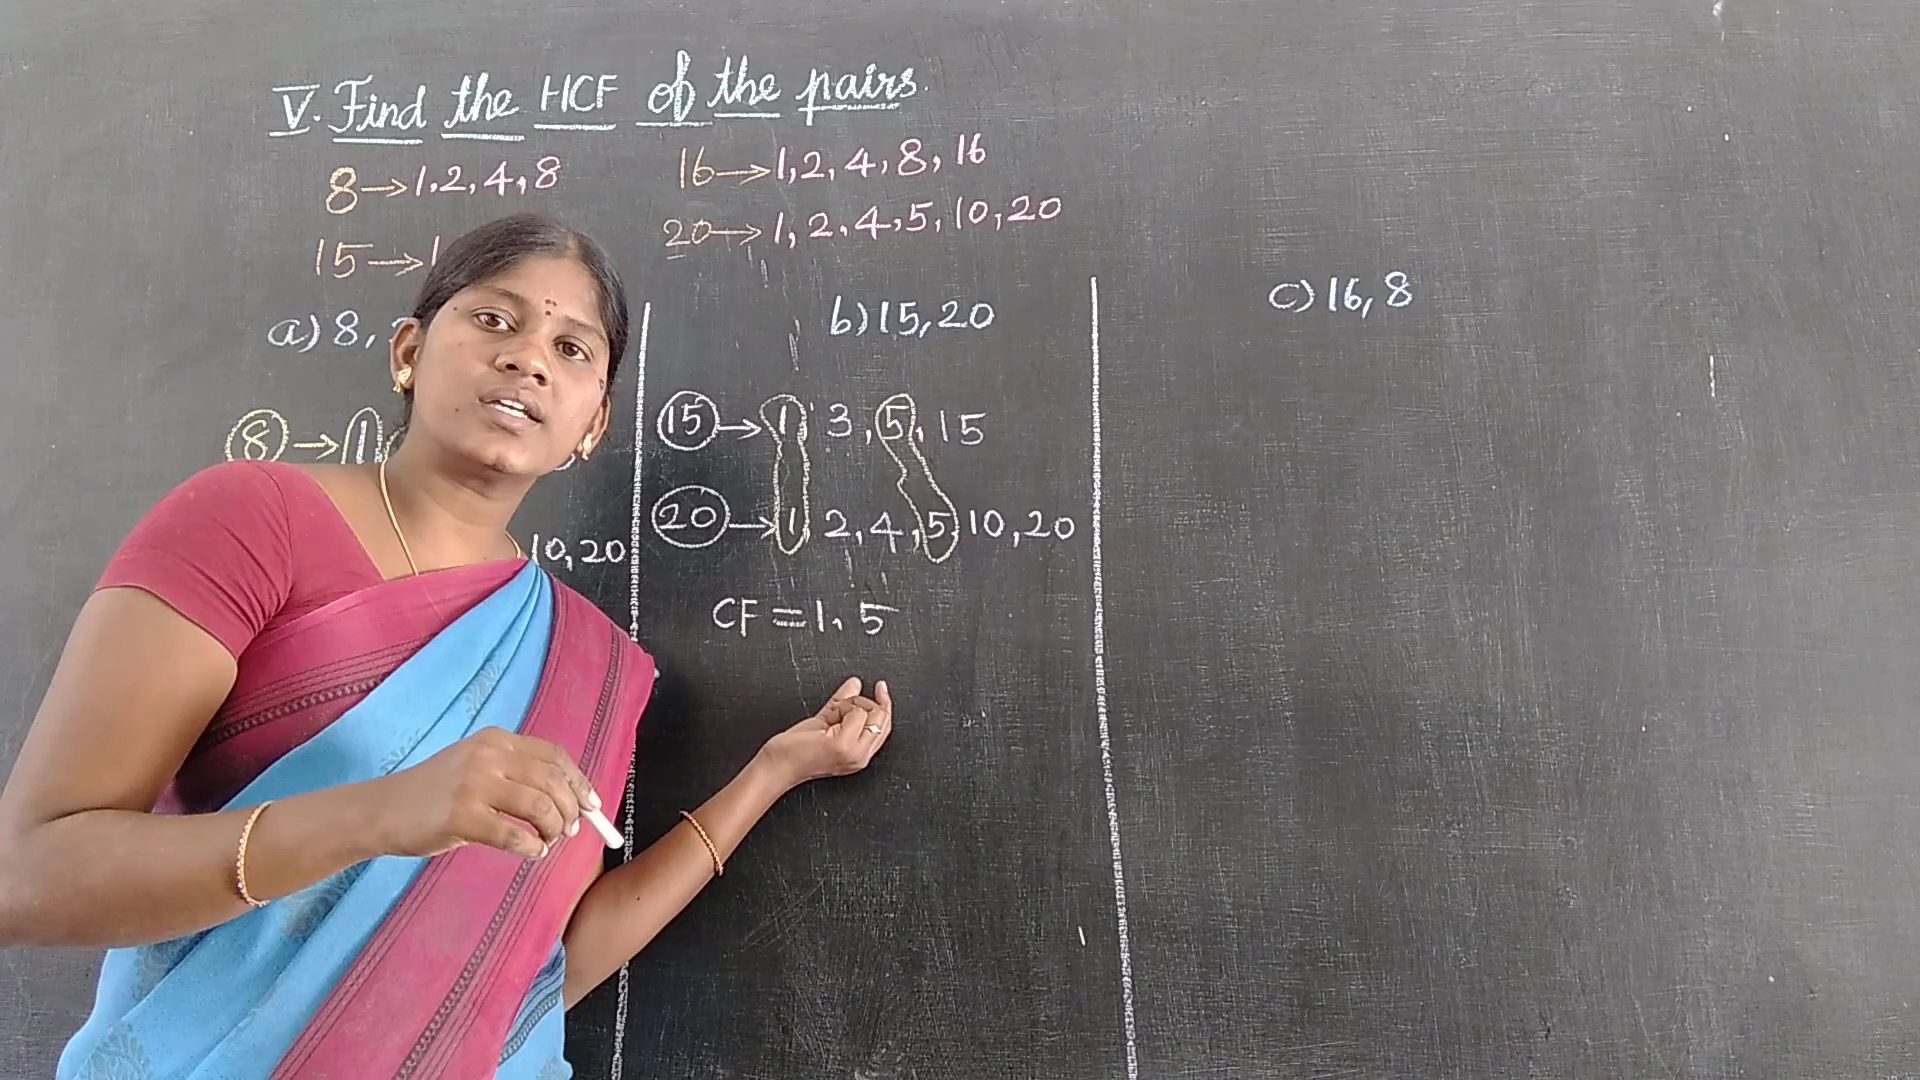 V. Find the HCF of the pairs.
8→1,2,4,8
16→1,2,4,8,16
15→1
20→1,2,4,5,10,20
a) 8,
8→1
10,20
b) 15,20
15→1, 3, 5, 15
20→1, 2, 4, 5, 10, 20
CF=1,5
c) 16,8